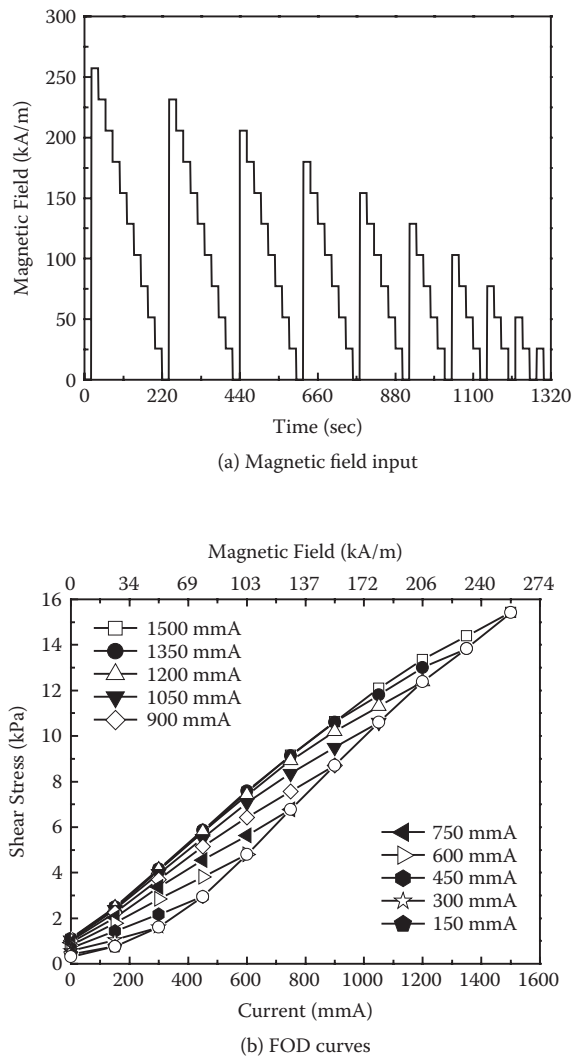 300
250
200
150
100
50
0
Magnetic Field (kA/m)
0 220 440 660 880 1100 1320
Time (sec)
(a) Magnetic field input
Magnetic Field (kA/m)
0 34 69 103 137 172 206 240 274
16
14
12
10
8
6
4
2
0
Shear Stress (kPa)
1500 mmA
1350 mmA
1200 mmA
1050 mmA
900 mmA
750 mmA
600 mmA
450 mmA
300 mmA
150 mmA
0 200 400 600 800 1000 1200 1400 1600
Current (mmA)
(b) FOD curves